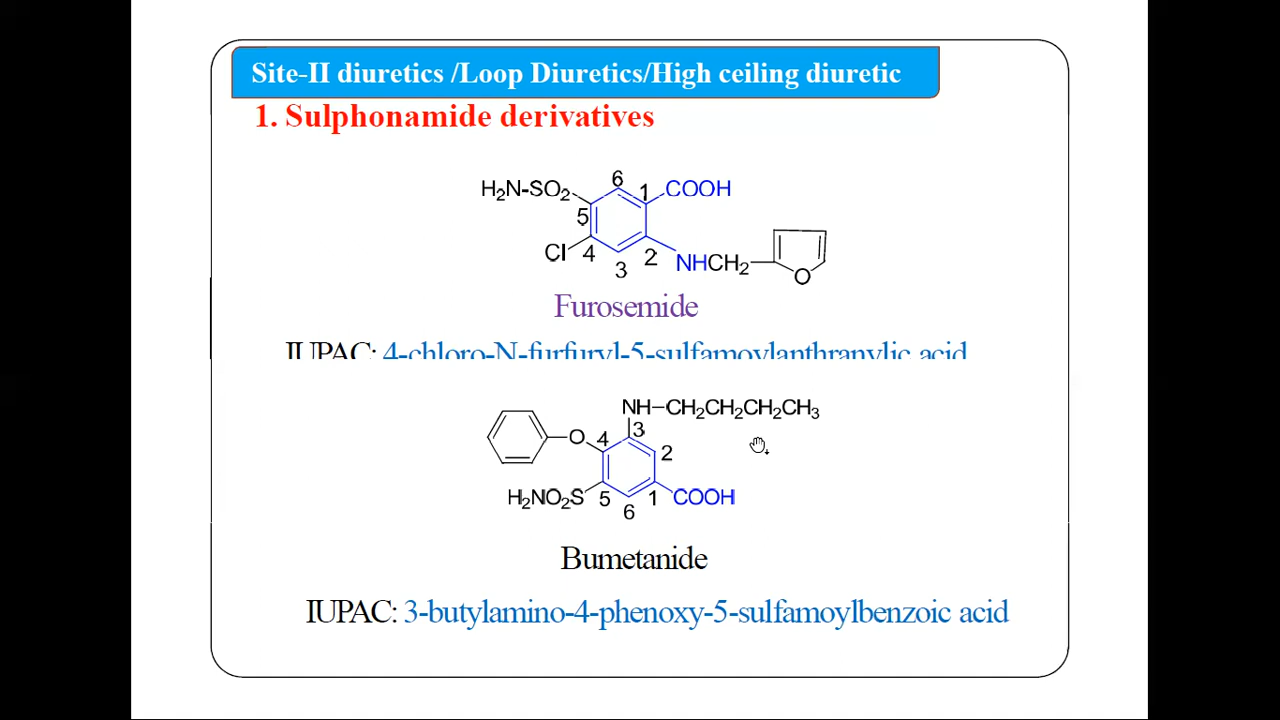 Site-II diuretics /Loop Diuretics/High ceiling diuretic
1. Sulphonamide derivatives
H₂N-SO₂ 6 1 COOH
5
Cl 4 3 2 NHCH₂ O
Furosemide
IUPAC: 4-chloro-N-furfuryl-5-sulfamoylanthranylic acid
NH–CH₂CH₂CH₂CH₃
O 4 3 2
H₂NO₂S 5 6 1 COOH
Bumetanide
IUPAC: 3-butylamino-4-phenoxy-5-sulfamoylbenzoic acid